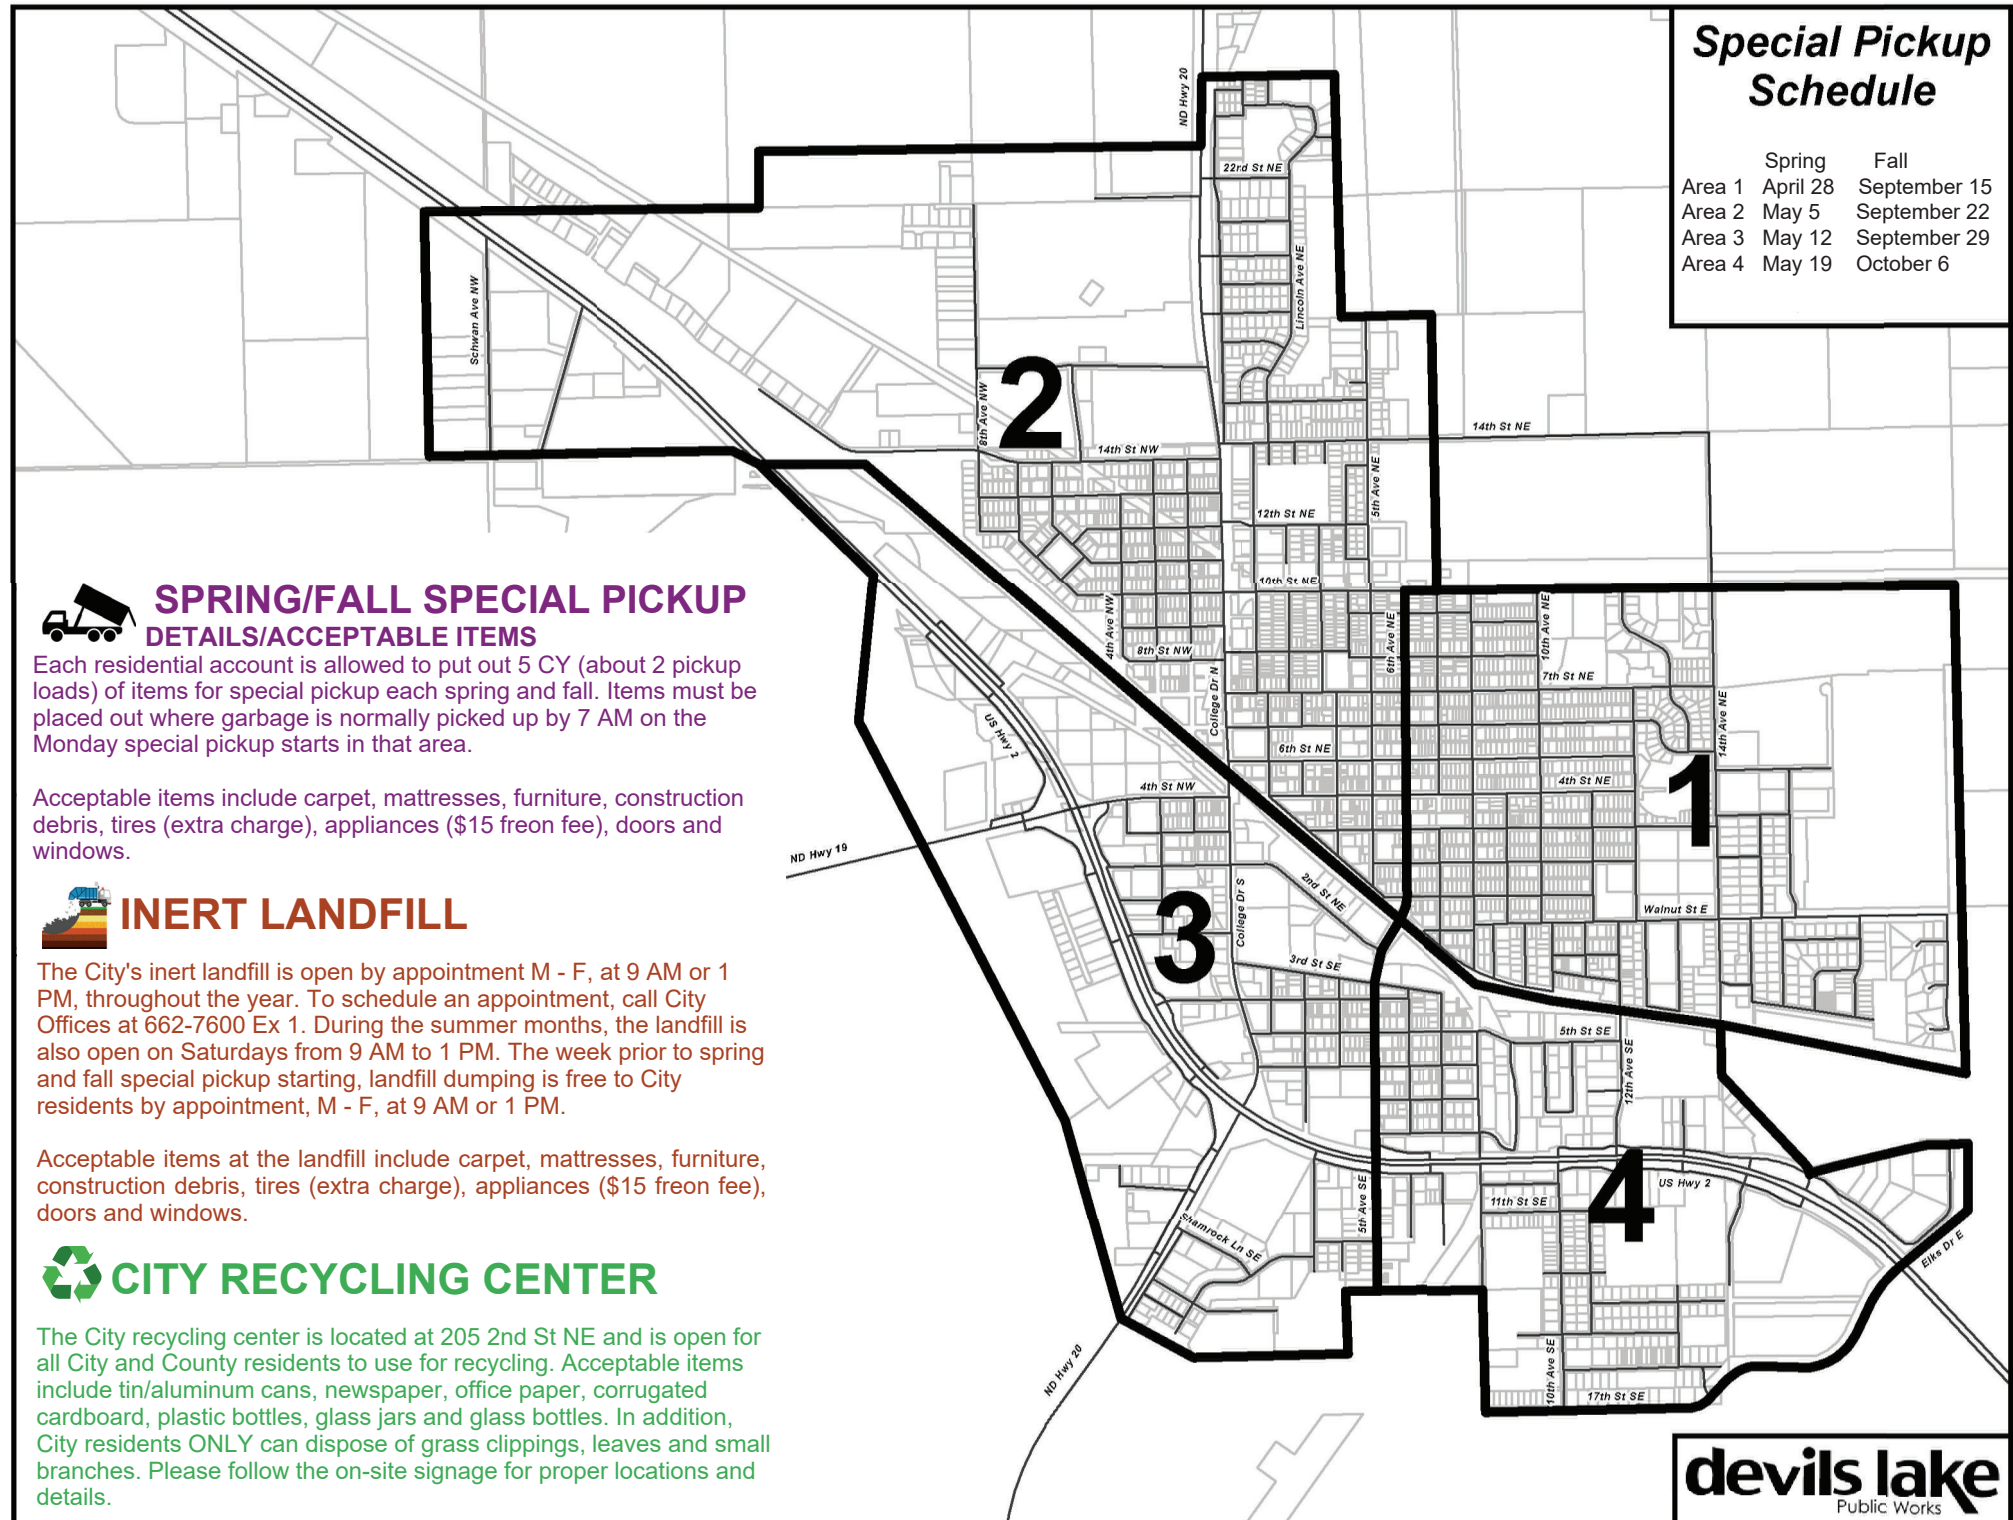 Special Pickup
Schedule
Spring Fall
Area 1 April 28 September 15
Area 2 May 5 September 22
Area 3 May 12 September 29
Area 4 May 19 October 6
ND Hwy 20
22nd St NE
Lincoln Ave NE
Schwan Ave NW
2
8th Ave NW
14th St NW
14th St NE
5th Ave NE
12th St NE
10th St NE
4th Ave NW
8th St NW
6th Ave NE
10th Ave NE
7th St NE
College Dr N
14th Ave NE
6th St NE
US Hwy 2
4th St NW
4th St NE
1
ND Hwy 19
2nd St NE
3
College Dr S
Walnut St E
3rd St SE
5th St SE
12th Ave SE
4
US Hwy 2
11th St SE
5th Ave SE
Shamrock Ln SE
Elks Dr E
ND Hwy 20
10th Ave SE
17th St SE
SPRING/FALL SPECIAL PICKUP
DETAILS/ACCEPTABLE ITEMS
Each residential account is allowed to put out 5 CY (about 2 pickup
loads) of items for special pickup each spring and fall. Items must be
placed out where garbage is normally picked up by 7 AM on the
Monday special pickup starts in that area.
Acceptable items include carpet, mattresses, furniture, construction
debris, tires (extra charge), appliances ($15 freon fee), doors and
windows.
INERT LANDFILL
The City's inert landfill is open by appointment M - F, at 9 AM or 1
PM, throughout the year. To schedule an appointment, call City
Offices at 662-7600 Ex 1. During the summer months, the landfill is
also open on Saturdays from 9 AM to 1 PM. The week prior to spring
and fall special pickup starting, landfill dumping is free to City
residents by appointment, M - F, at 9 AM or 1 PM.
Acceptable items at the landfill include carpet, mattresses, furniture,
construction debris, tires (extra charge), appliances ($15 freon fee),
doors and windows.
CITY RECYCLING CENTER
The City recycling center is located at 205 2nd St NE and is open for
all City and County residents to use for recycling. Acceptable items
include tin/aluminum cans, newspaper, office paper, corrugated
cardboard, plastic bottles, glass jars and glass bottles. In addition,
City residents ONLY can dispose of grass clippings, leaves and small
branches. Please follow the on-site signage for proper locations and
details.
devils lake
Public Works